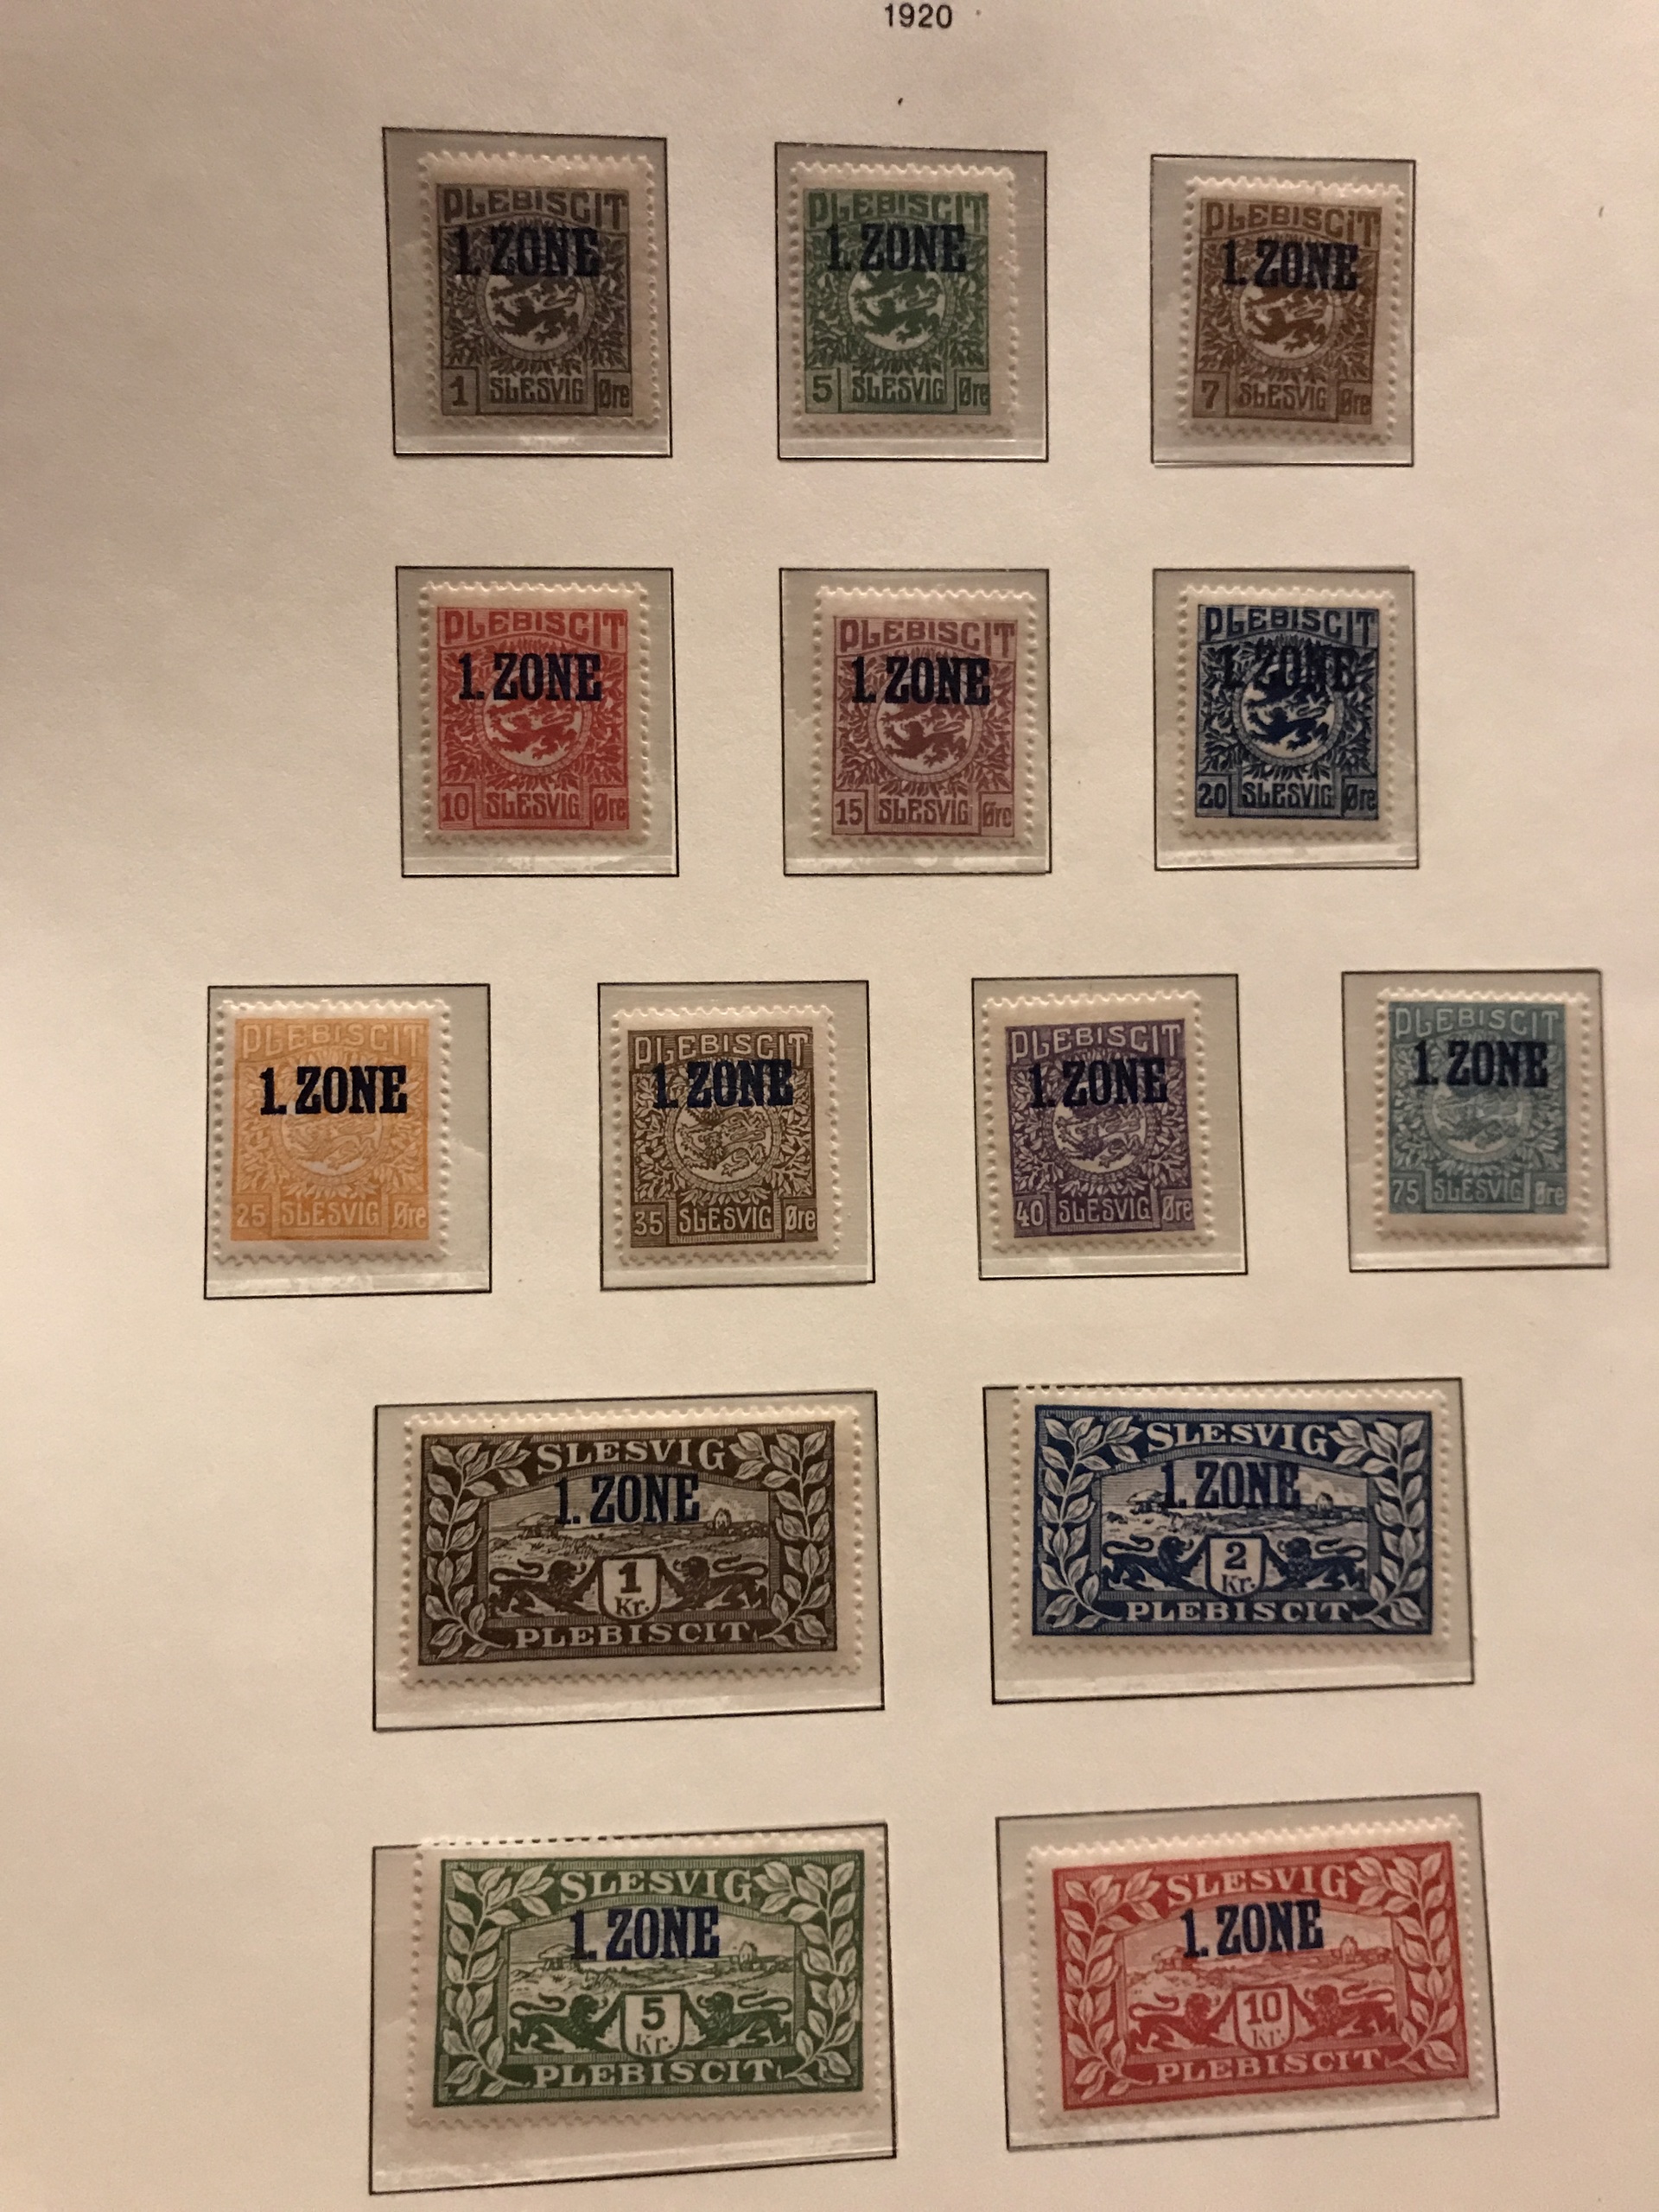 1920
PLEBISCIT
1. ZONE
1 SLESVIG Øre
PLEBISCIT
1. ZONE
5 SLESVIG Øre
PLEBISCIT
1. ZONE
7 SLESVIG Øre
PLEBISCIT
1. ZONE
10 SLESVIG Øre
PLEBISCIT
1. ZONE
15 SLESVIG Øre
PLEBISCIT
1. ZONE
20 SLESVIG Øre
PLEBISCIT
1. ZONE
25 SLESVIG Øre
PLEBISCIT
1. ZONE
35 SLESVIG Øre
PLEBISCIT
1. ZONE
40 SLESVIG Øre
PLEBISCIT
1. ZONE
75 SLESVIG Øre
SLESVIG
1. ZONE
1
Kr.
PLEBISCIT
SLESVIG
1. ZONE
2
Kr.
PLEBISCIT
SLESVIG
1. ZONE
5
Kr.
PLEBISCIT
SLESVIG
1. ZONE
10
Kr.
PLEBISCIT